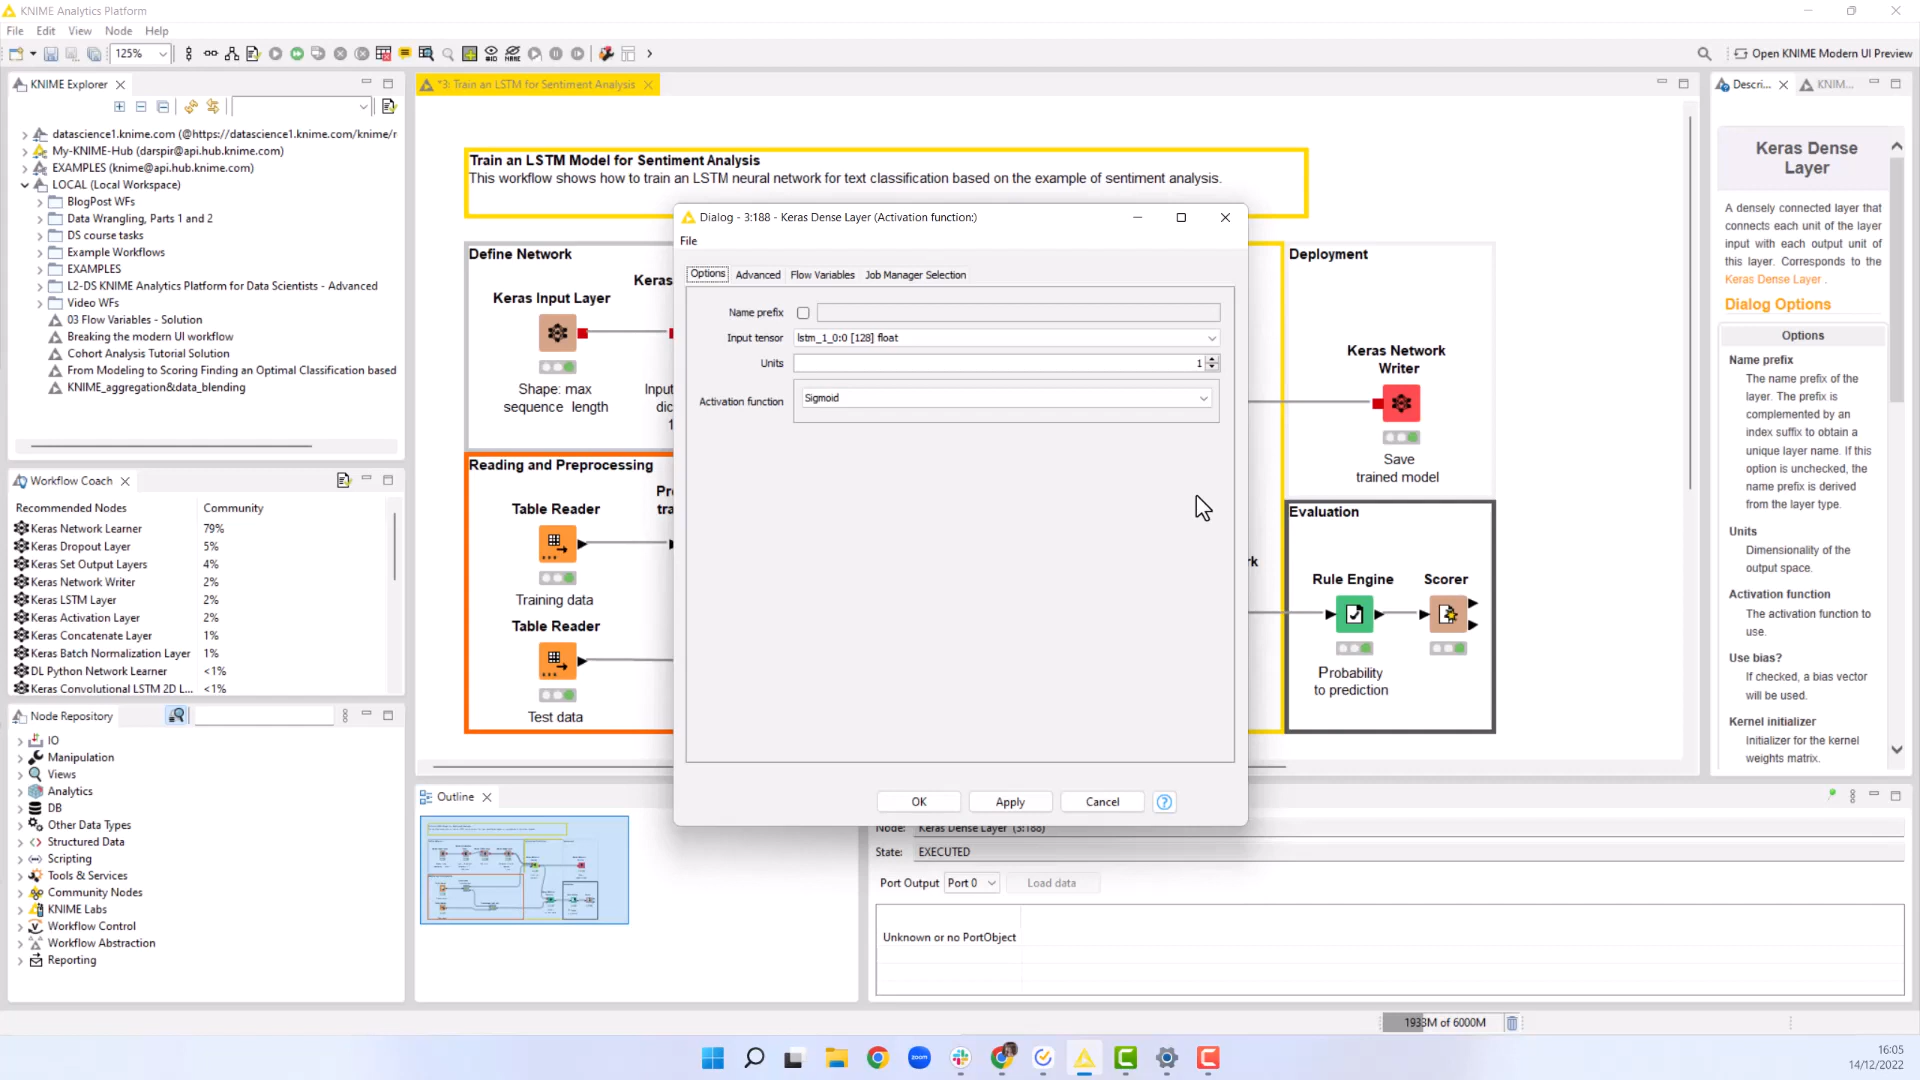 KNIME Analytics Platform
File Edit View Node Help
125%
Open KNIME Modern UI Preview
KNIME Explorer
datascience1.knime.com (@https://datascience1.knime.com/knime/r
My-KNIME-Hub (darspir@api.hub.knime.com)
EXAMPLES (knime@api.hub.knime.com)
LOCAL (Local Workspace)
BlogPost WFs
Data Wrangling, Parts 1 and 2
DS course tasks
Example Workflows
EXAMPLES
L2-DS KNIME Analytics Platform for Data Scientists - Advanced
Video WFs
03 Flow Variables - Solution
Breaking the modern UI workflow
Cohort Analysis Tutorial Solution
From Modeling to Scoring Finding an Optimal Classification based
KNIME_aggregation&data_blending
Workflow Coach
Recommended Nodes Community
Keras Network Learner 79%
Keras Dropout Layer 5%
Keras Set Output Layers 4%
Keras Network Writer 2%
Keras LSTM Layer 2%
Keras Activation Layer 2%
Keras Concatenate Layer 1%
Keras Batch Normalization Layer 1%
DL Python Network Learner <1%
Keras Convolutional LSTM 2D L... <1%
Node Repository
IO
Manipulation
Views
Analytics
DB
Other Data Types
Structured Data
Scripting
Tools & Services
Community Nodes
KNIME Labs
Workflow Control
Workflow Abstraction
Reporting
*3: Train an LSTM for Sentiment Analysis
Train an LSTM Model for Sentiment Analysis
This workflow shows how to train an LSTM neural network for text classification based on the example of sentiment analysis.
Define Network
Keras Input Layer
Keras
Shape: max
sequence length
Inpu
dic
1
Reading and Preprocessing
Table Reader
Pr
tra
Training data
Table Reader
Test data
Dialog - 3:188 - Keras Dense Layer (Activation function:)
File
Options Advanced Flow Variables Job Manager Selection
Name prefix
Input tensor lstm_1_0:0 [128] float
Units 1
Activation function Sigmoid
OK Apply Cancel ?
Deployment
Keras Network
Writer
Save
trained model
Evaluation
rk
Rule Engine Scorer
Probability
to prediction
Outline
Node: Keras Dense Layer (3:188)
State: EXECUTED
Port Output Port 0 Load data
Unknown or no PortObject
Descri... KNIM...
Keras Dense
Layer
A densely connected layer that
connects each unit of the layer
input with each output unit of
this layer. Corresponds to the
Keras Dense Layer .
Dialog Options
Options
Name prefix
The name prefix of the
layer. The prefix is
complemented by an
index suffix to obtain a
unique layer name. If this
option is unchecked, the
name prefix is derived
from the layer type.
Units
Dimensionality of the
output space.
Activation function
The activation function to
use.
Use bias?
If checked, a bias vector
will be used.
Kernel initializer
Initializer for the kernel
weights matrix.
1933M of 6000M
zoom
16:05
14/12/2022